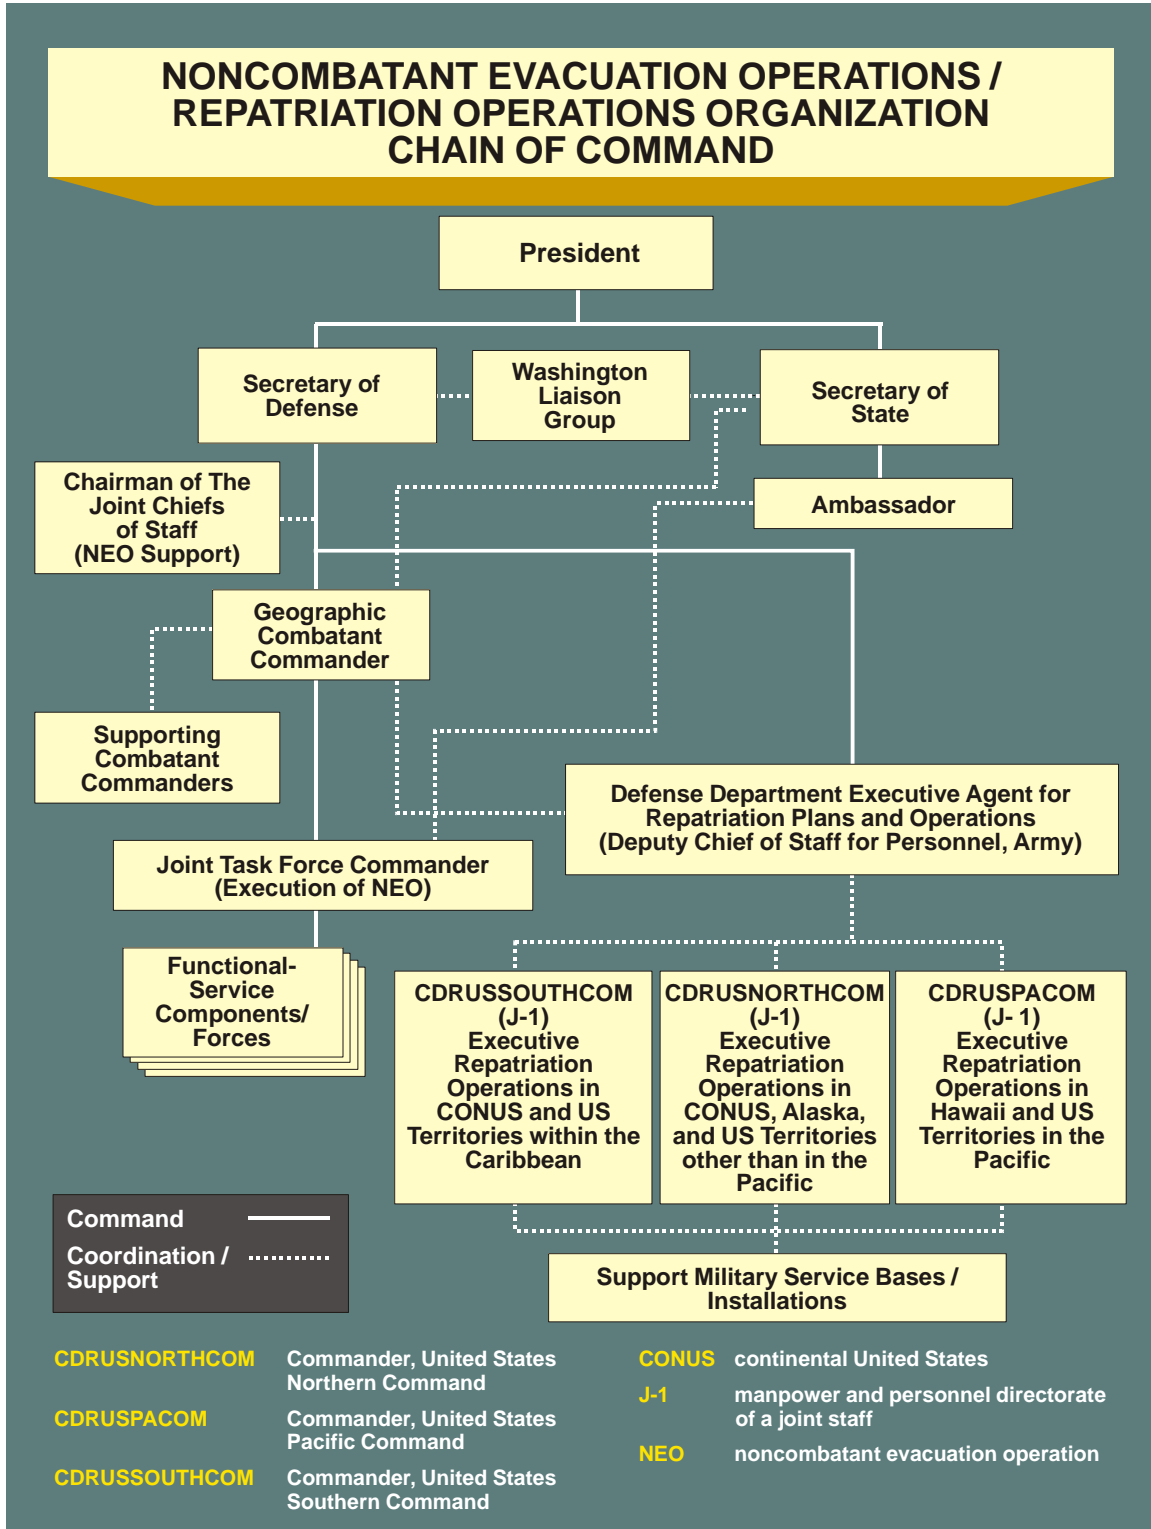 NONCOMBATANT EVACUATION OPERATIONS /
REPATRIATION OPERATIONS ORGANIZATION
CHAIN OF COMMAND
President
Secretary of
Defense
Washington
Liaison
Group
Secretary of
State
Chairman of The
Joint Chiefs
of Staff
(NEO Support)
Ambassador
Geographic
Combatant
Commander
Supporting
Combatant
Commanders
Defense Department Executive Agent for
Repatriation Plans and Operations
(Deputy Chief of Staff for Personnel, Army)
Joint Task Force Commander
(Execution of NEO)
Functional-
Service
Components/
Forces
CDRUSSOUTHCOM
(J-1)
Executive
Repatriation
Operations in
CONUS and US
Territories within the
Caribbean
CDRUSNORTHCOM
(J-1)
Executive
Repatriation
Operations in
CONUS, Alaska,
and US Territories
other than in the
Pacific
CDRUSPACOM
(J- 1)
Executive
Repatriation
Operations in
Hawaii and US
Territories in the
Pacific
Command
Coordination /
Support
Support Military Service Bases /
Installations
CDRUSNORTHCOM Commander, United States
Northern Command
CDRUSPACOM Commander, United States
Pacific Command
CDRUSSOUTHCOM Commander, United States
Southern Command
CONUS continental United States
J-1 manpower and personnel directorate
of a joint staff
NEO noncombatant evacuation operation